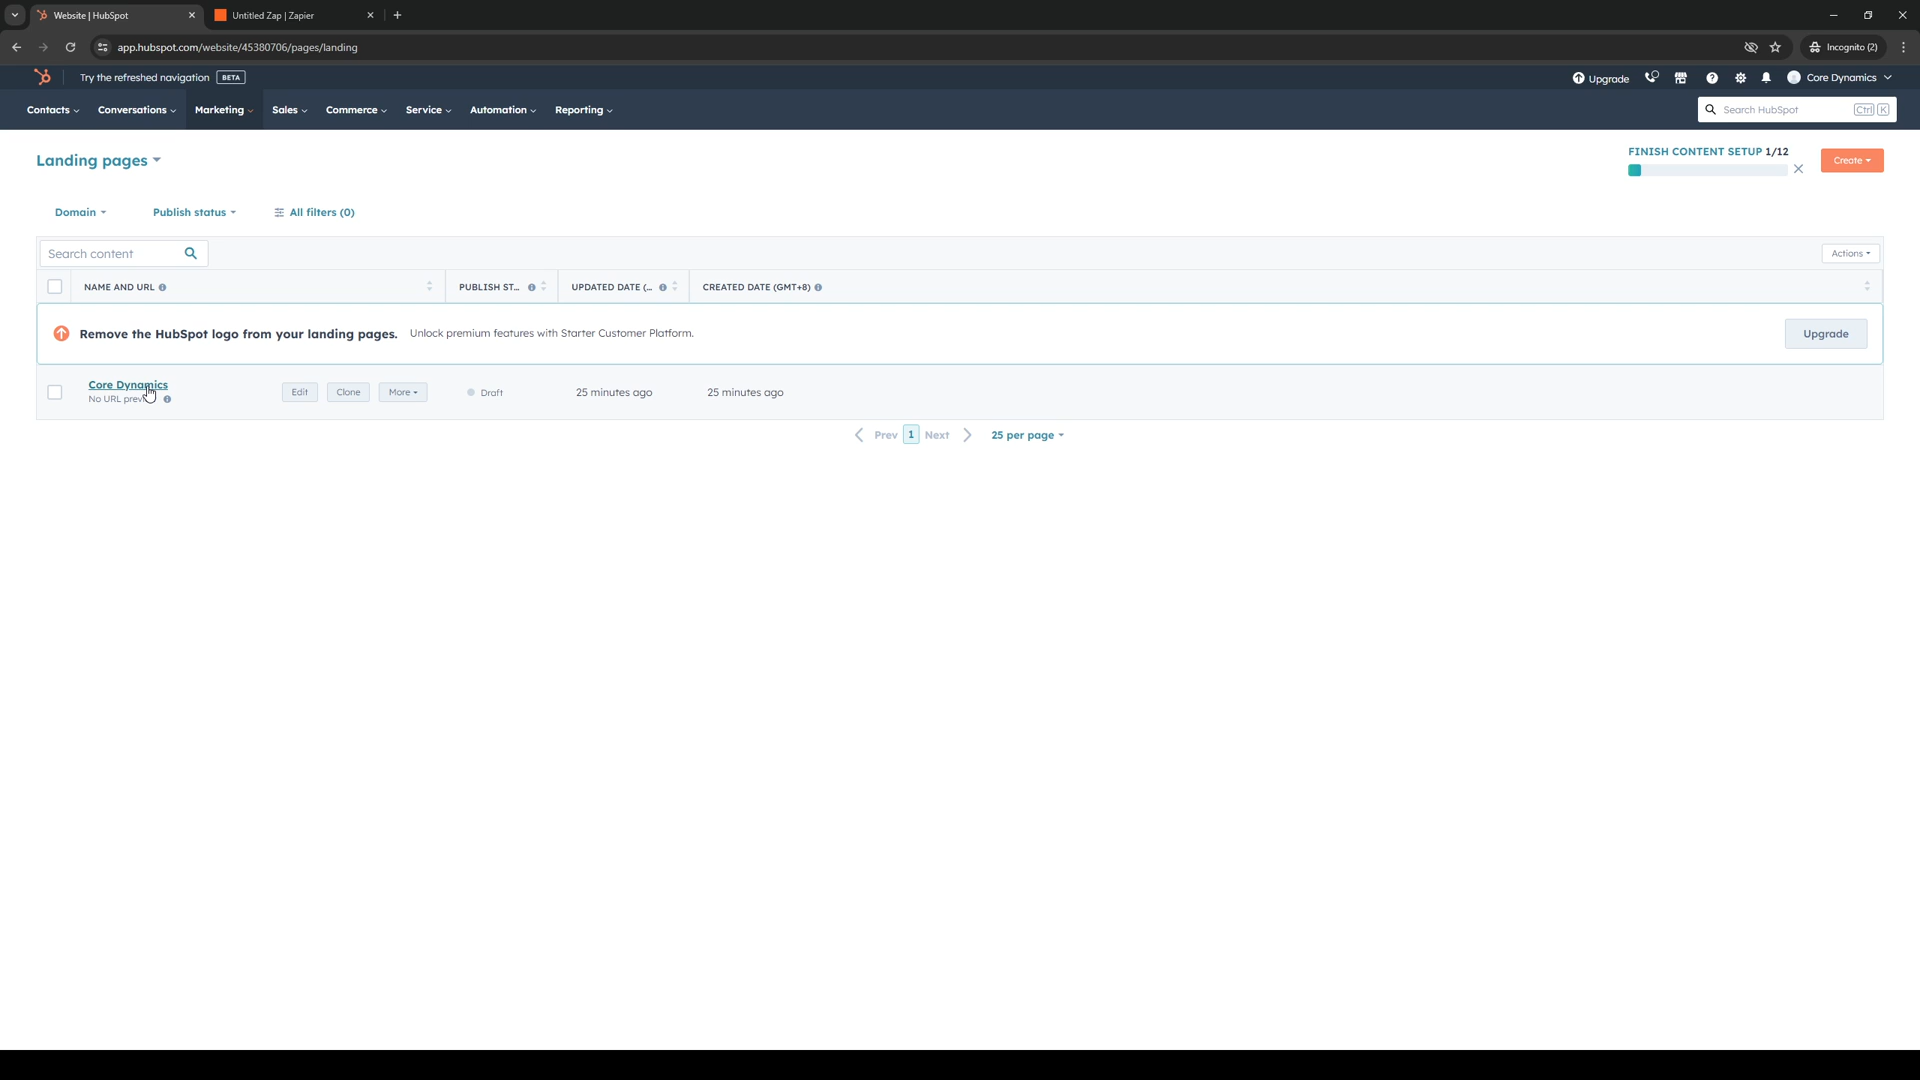 Website | HubSpot
Untitled Zap | Zapier
app.hubspot.com/website/45380706/pages/landing
Incognito (2)
Try the refreshed navigation BETA
Upgrade
Core Dynamics
Contacts
Conversations
Marketing
Sales
Commerce
Service
Automation
Reporting
Search HubSpot
Ctrl K
Landing pages
FINISH CONTENT SETUP 1/12
Create
Domain
Publish status
All filters (0)
Search content
Actions
NAME AND URL
PUBLISH ST...
UPDATED DATE (...
CREATED DATE (GMT+8)
Remove the HubSpot logo from your landing pages. Unlock premium features with Starter Customer Platform.
Upgrade
Core Dynamics
No URL prev
Edit
Clone
More
Draft
25 minutes ago
25 minutes ago
Prev 1 Next
25 per page